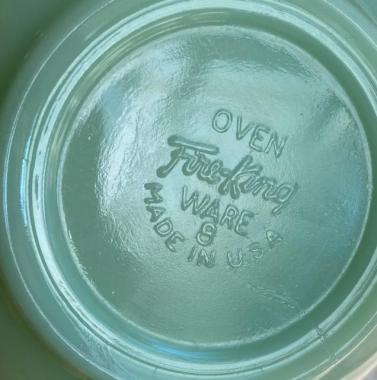 OVEN
Fire-King
WARE
8
MADE IN U.S.A